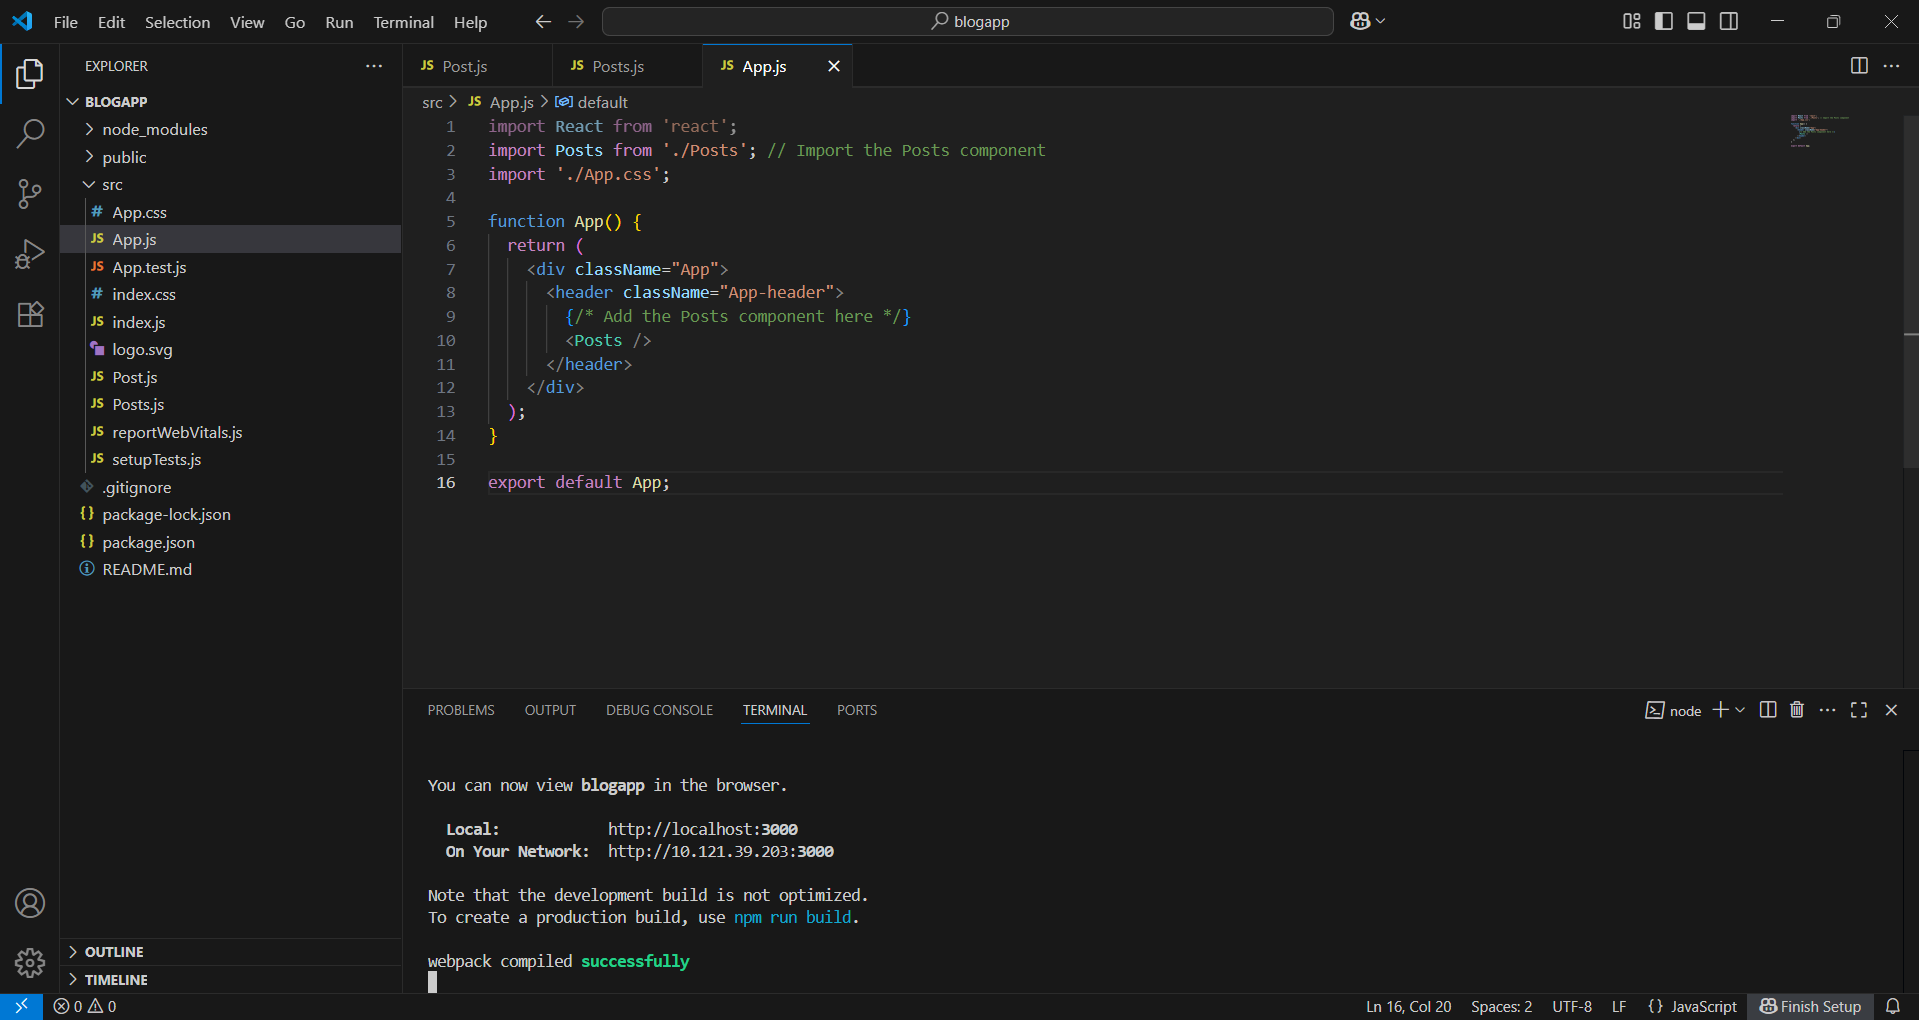 File Edit Selection View Go Run Terminal Help
blogapp
EXPLORER
BLOGAPP
node_modules
public
src
# App.css
JS App.js
JS App.test.js
# index.css
JS index.js
logo.svg
JS Post.js
JS Posts.js
JS reportWebVitals.js
JS setupTests.js
.gitignore
{} package-lock.json
{} package.json
README.md
OUTLINE
TIMELINE
JS Post.js
JS Posts.js
JS App.js
src > JS App.js > default
1 import React from 'react';
2 import Posts from './Posts'; // Import the Posts component
3 import './App.css';
4
5 function App() {
6 return (
7 <div className="App">
8 <header className="App-header">
9 {/* Add the Posts component here */}
10 <Posts />
11 </header>
12 </div>
13 );
14 }
15
16 export default App;
PROBLEMS OUTPUT DEBUG CONSOLE TERMINAL PORTS
node
You can now view blogapp in the browser.
Local: http://localhost:3000
On Your Network: http://10.121.39.203:3000
Note that the development build is not optimized.
To create a production build, use npm run build.
webpack compiled successfully
0 0
Ln 16, Col 20 Spaces: 2 UTF-8 LF {} JavaScript Finish Setup